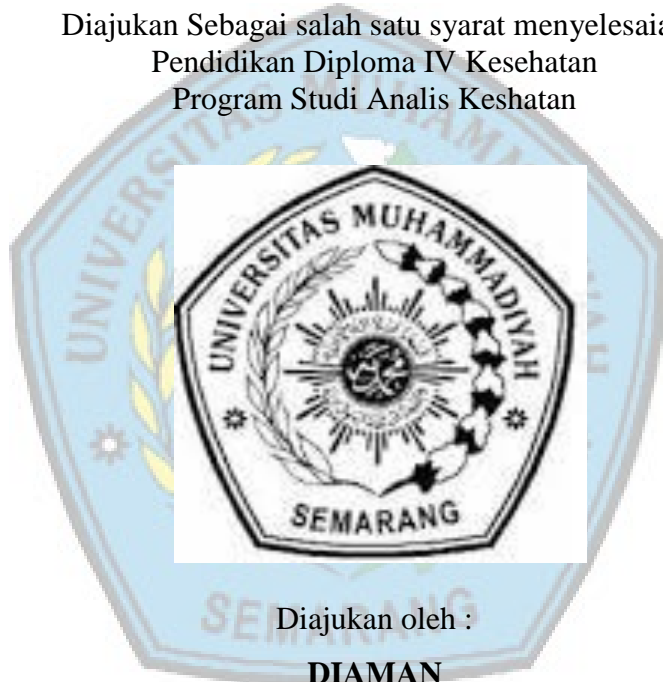 Diajukan Sebagai salah satu syarat menyelesaia
Pendidikan Diploma IV Kesehatan
Program Studi Analis Keshatan
UNIVERSITAS MUHAMMADIYAH
SEMARANG
Diajukan oleh :
DIAMAN